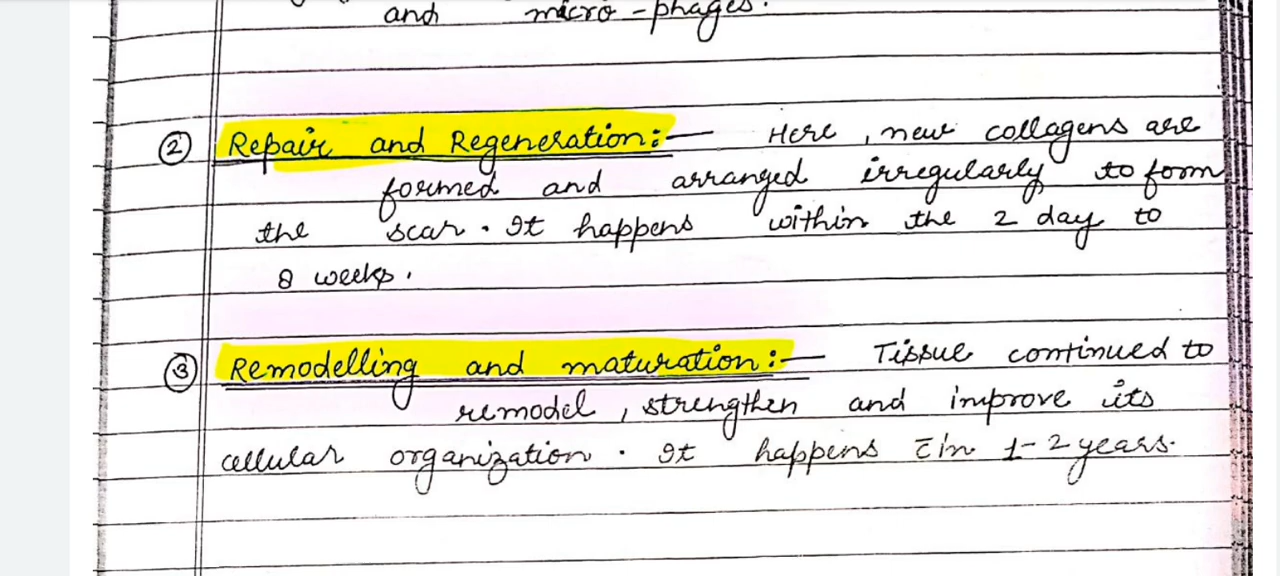 and micro-phages.
② Repair and Regeneration:— Here, new collagens are
formed and arranged irregularly to form
the scar. It happens within the 2 day to
8 weeks.
③ Remodelling and maturation:— Tissue continued to
remodel, strengthen and improve its
cellular organization. It happens c̄in 1-2 years.